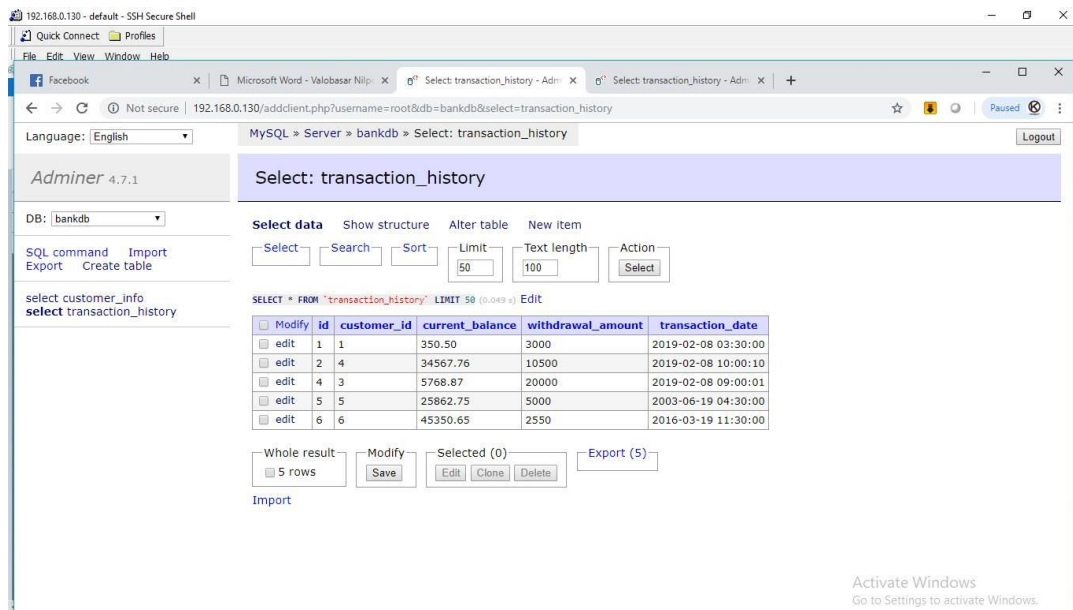 192.168.0.130 - default - SSH Secure Shell
Quick Connect Profiles
File Edit View Window Help
Facebook Microsoft Word - Valobasar Nilp Select: transaction_history - Adm Select: transaction_history - Adm
Not secure | 192.168.0.130/addclient.php?username=root&db=bankdb&select=transaction_history Paused
Language: English
MySQL » Server » bankdb » Select: transaction_history
Logout
Adminer 4.7.1
Select: transaction_history
DB: bankdb
SQL command Import
Export Create table
select customer_info
select transaction_history
Select data Show structure Alter table New item
Select Search Sort Limit Text length Action
50 100 Select
SELECT * FROM `transaction_history` LIMIT 50 (0.049 s) Edit
Modify id customer_id current_balance withdrawal_amount transaction_date
edit 1 1 350.50 3000 2019-02-08 03:30:00
edit 2 4 34567.76 10500 2019-02-08 10:00:10
edit 4 3 5768.87 20000 2019-02-08 09:00:01
edit 5 5 25862.75 5000 2003-06-19 04:30:00
edit 6 6 45350.65 2550 2016-03-19 11:30:00
Whole result Modify Selected (0) Export (5)
5 rows Save Edit Clone Delete
Import
Activate Windows
Go to Settings to activate Windows.